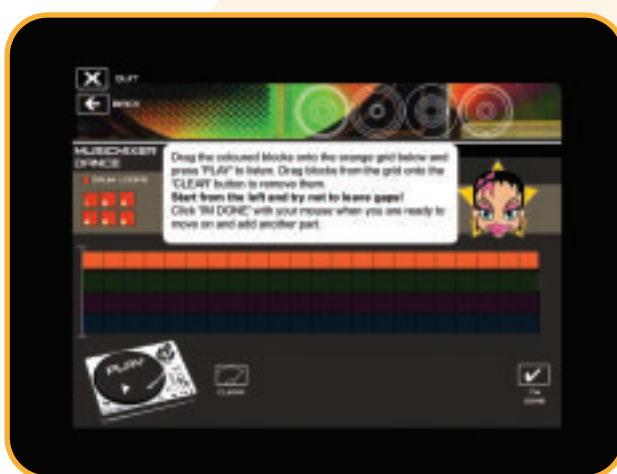 QUIT
BACK
MUSICMIXER
DANCE
DRUM LOOPS
Drag the coloured blocks onto the orange grid below and
press 'PLAY' to listen. Drag blocks from the grid onto the
'CLEAR' button to remove them.
Start from the left and try not to leave gaps!
Click 'I'M DONE' with your mouse when you are ready to
move on and add another part.
PLAY
CLEAR
I'M
DONE